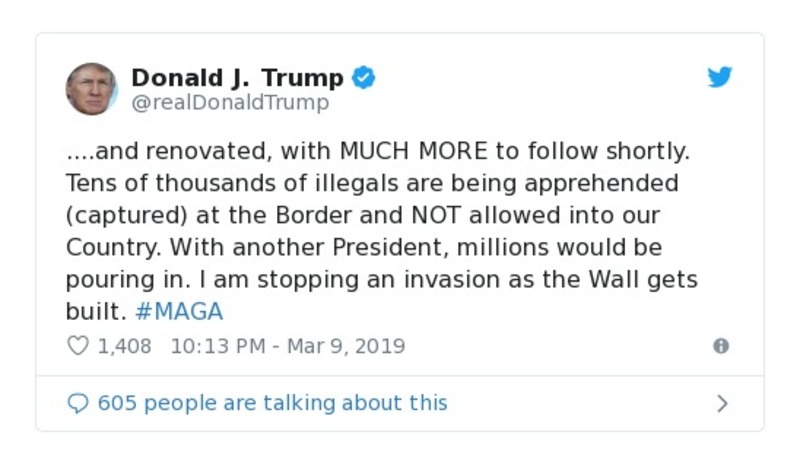 Donald J. Trump
@realDonaldTrump
....and renovated, with MUCH MORE to follow shortly.
Tens of thousands of illegals are being apprehended
(captured) at the Border and NOT allowed into our
Country. With another President, millions would be
pouring in. I am stopping an invasion as the Wall gets
built. #MAGA
1,408 10:13 PM - Mar 9, 2019
605 people are talking about this